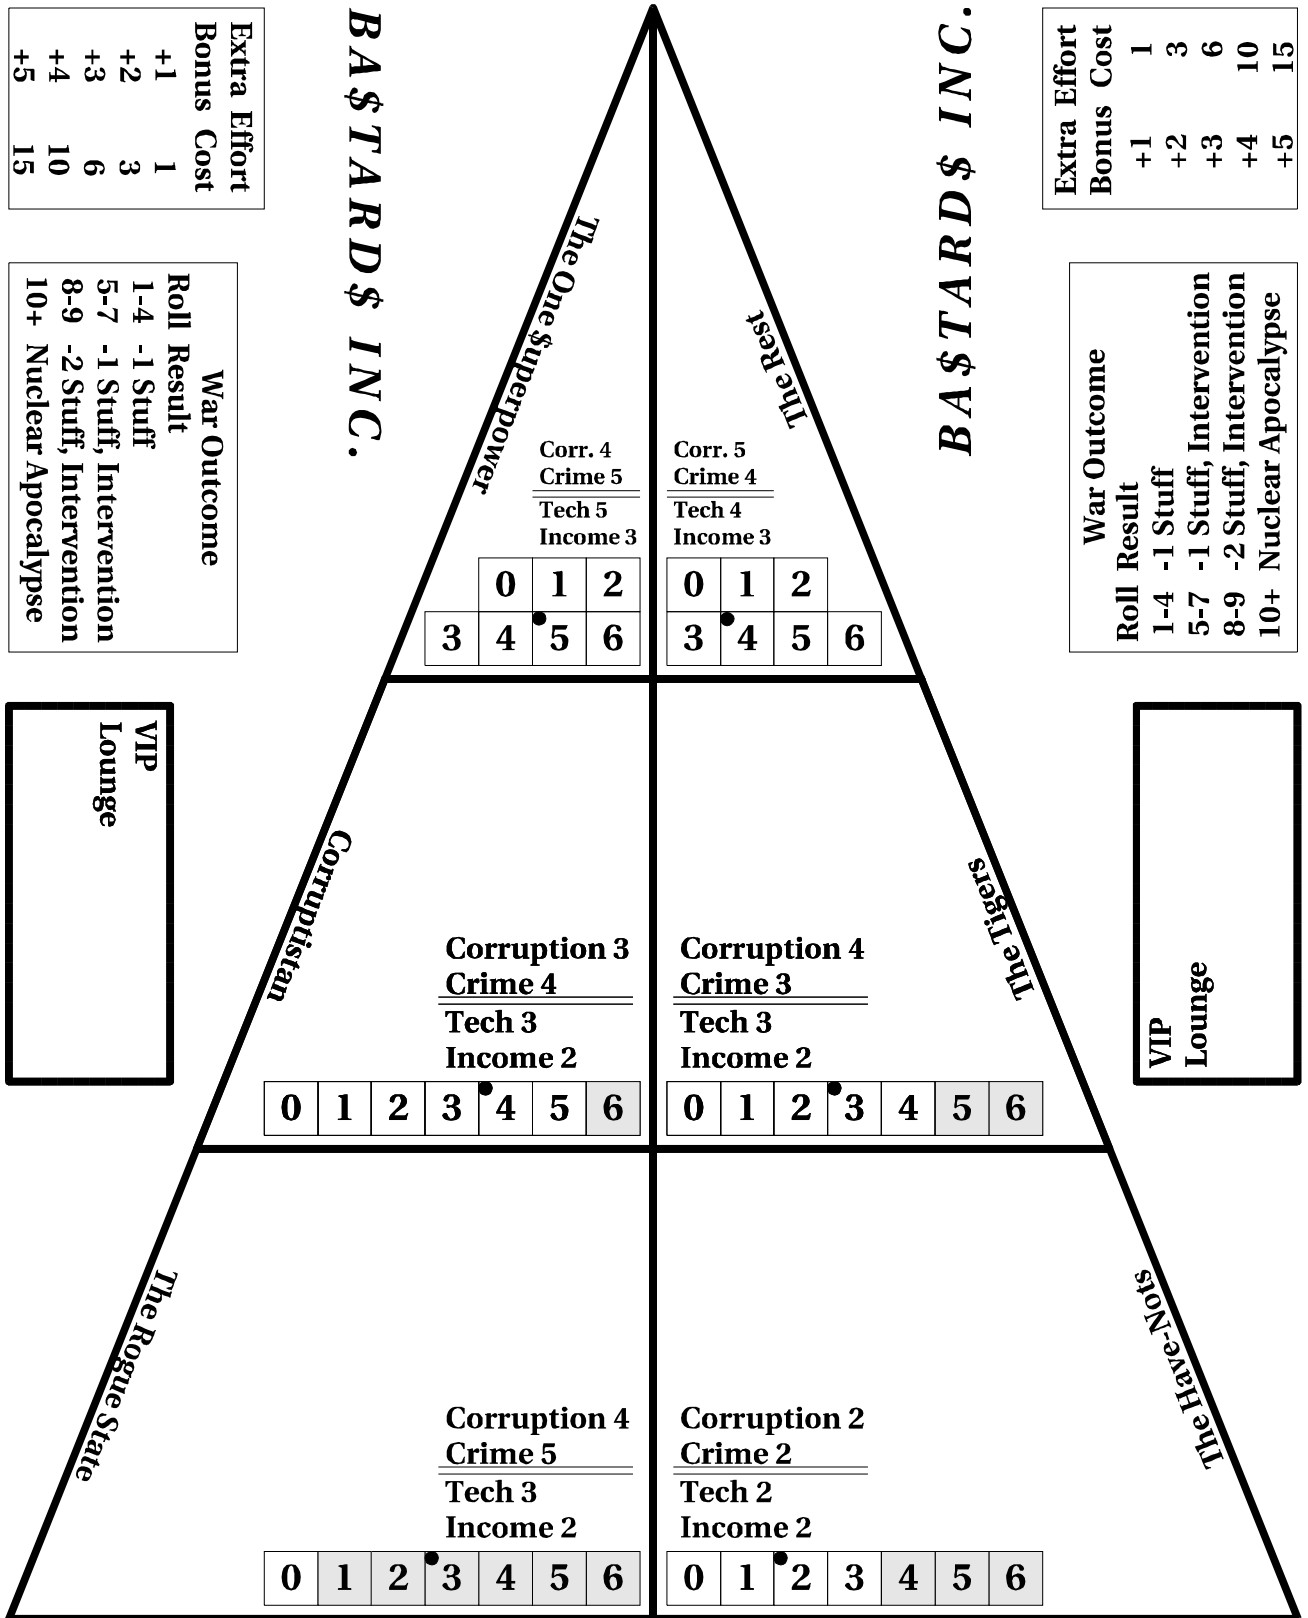 Extra Effort
Bonus Cost
+1 1
+2 3
+3 6
+4 10
+5 15
War Outcome
Roll Result
1-4 -1 Stuff
5-7 -1 Stuff, Intervention
8-9 -2 Stuff, Intervention
10+ Nuclear Apocalypse
VIP
Lounge
BA$TARD$ INC.
The One $uperpower
Corr. 4
Crime 5
Tech 5
Income 3
0 1 2
3 4 5 6
The Rest
Corr. 5
Crime 4
Tech 4
Income 3
0 1 2
3 4 5 6
Corruptistan
Corruption 3
Crime 4
Tech 3
Income 2
0 1 2 3 4 5 6
The Tigers
Corruption 4
Crime 3
Tech 3
Income 2
0 1 2 3 4 5 6
The Rogue State
Corruption 4
Crime 5
Tech 3
Income 2
0 1 2 3 4 5 6
The Have-Nots
Corruption 2
Crime 2
Tech 2
Income 2
0 1 2 3 4 5 6
BA$TARD$ INC.
Extra Effort
Bonus Cost
+1 1
+2 3
+3 6
+4 10
+5 15
War Outcome
Roll Result
1-4 -1 Stuff
5-7 -1 Stuff, Intervention
8-9 -2 Stuff, Intervention
10+ Nuclear Apocalypse
VIP
Lounge